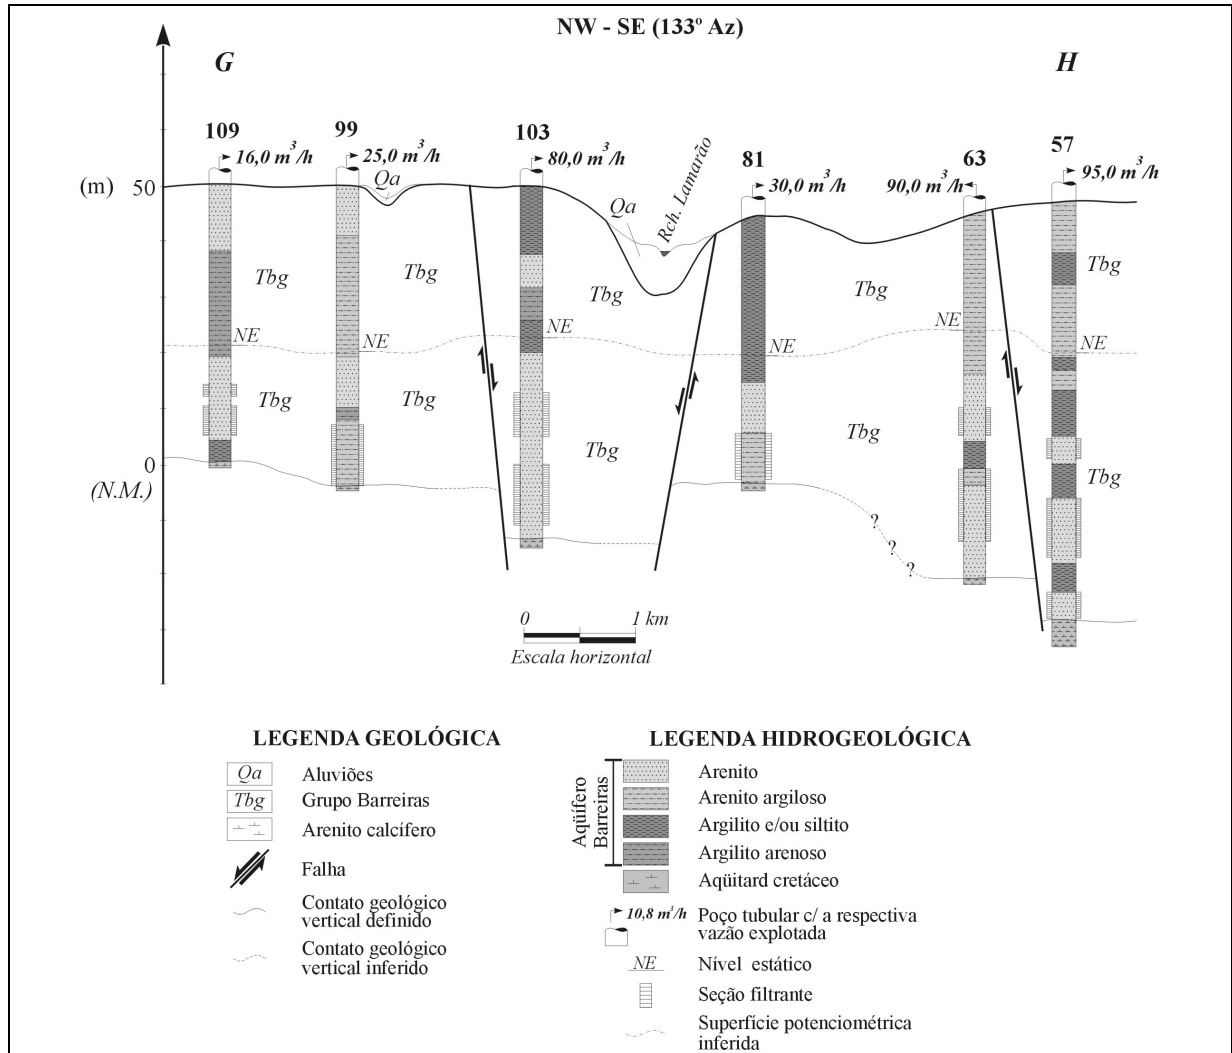 NW - SE (133º Az)
G
H
109
16,0 m³/h
99
25,0 m³/h
103
80,0 m³/h
81
30,0 m³/h
63
90,0 m³/h
57
95,0 m³/h
(m)
50
0
(N.M.)
Qa
Qa
Rch. Lamarão
Tbg
Tbg
Tbg
Tbg
Tbg
NE
NE
NE
NE
NE
NE
Tbg
Tbg
Tbg
Tbg
Tbg
? ? ?
0 1 km
Escala horizontal
LEGENDA GEOLÓGICA
Qa Aluviões
Tbg Grupo Barreiras
Arenito calcífero
Falha
Contato geológico
vertical definido
Contato geológico
vertical inferido
LEGENDA HIDROGEOLÓGICA
Aqüífero
Barreiras
Arenito
Arenito argiloso
Argilito e/ou siltito
Argilito arenoso
Aqüitard cretáceo
10,8 m³/h Poço tubular c/ a respectiva
vazão explotada
NE Nível estático
Seção filtrante
Superfície potenciométrica
inferida